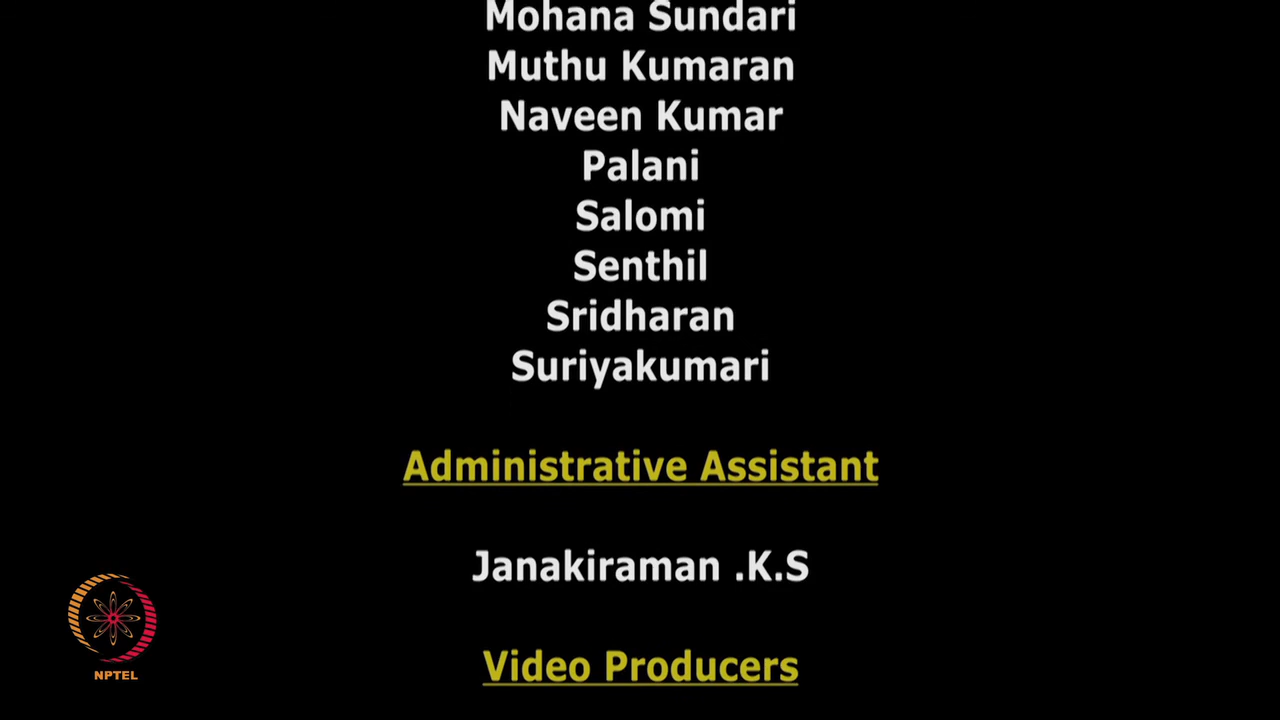 Mohana Sundari
Muthu Kumaran
Naveen Kumar
Palani
Salomi
Senthil
Sridharan
Suriyakumari
Administrative Assistant
Janakiraman .K.S
Video Producers
NPTEL